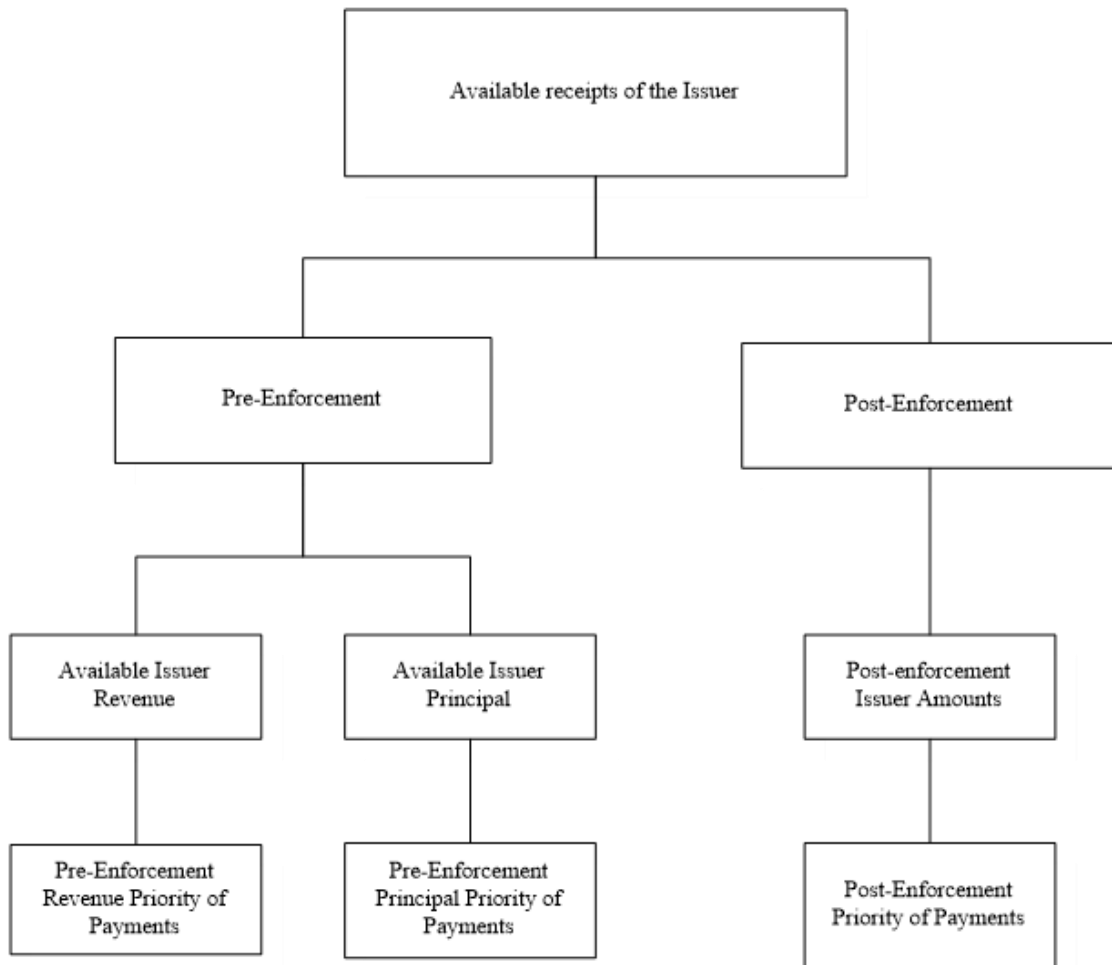 Available receipts of the Issuer
Pre-Enforcement
Post-Enforcement
Available Issuer
Revenue
Available Issuer
Principal
Post-enforcement
Issuer Amounts
Pre-Enforcement
Revenue Priority of
Payments
Pre-Enforcement
Principal Priority of
Payments
Post-Enforcement
Priority of Payments